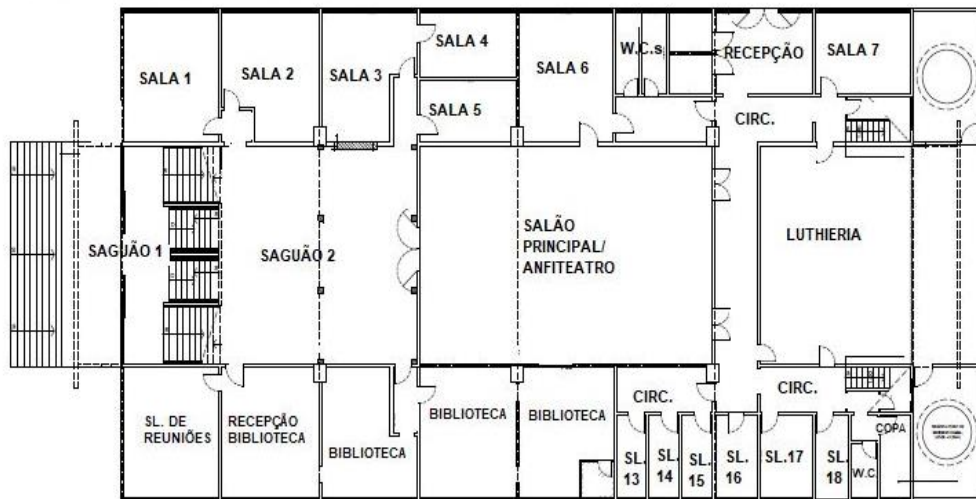 SALA 1
SALA 2
SALA 3
SALA 4
SALA 5
SALA 6
W.C.s
RECEPÇÃO
SALA 7
CIRC.
SAGUÃO 1
SAGUÃO 2
SALÃO
PRINCIPAL/
ANFITEATRO
LUTHIERIA
SL. DE
REUNIÕES
RECEPÇÃO
BIBLIOTECA
BIBLIOTECA
BIBLIOTECA
BIBLIOTECA
CIRC.
CIRC.
SL.
13
SL.
14
SL.
15
SL.
16
SL.17
SL.
18
W.C.
COPA